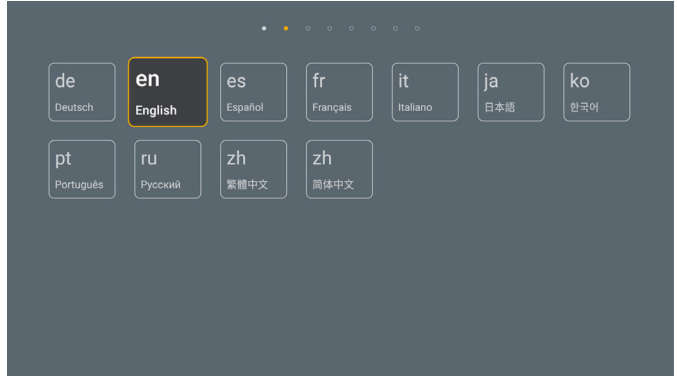 de
Deutsch
en
English
es
Español
fr
Français
it
Italiano
ja
日本語
ko
한국어
pt
Português
ru
Русский
zh
繁體中文
zh
简体中文